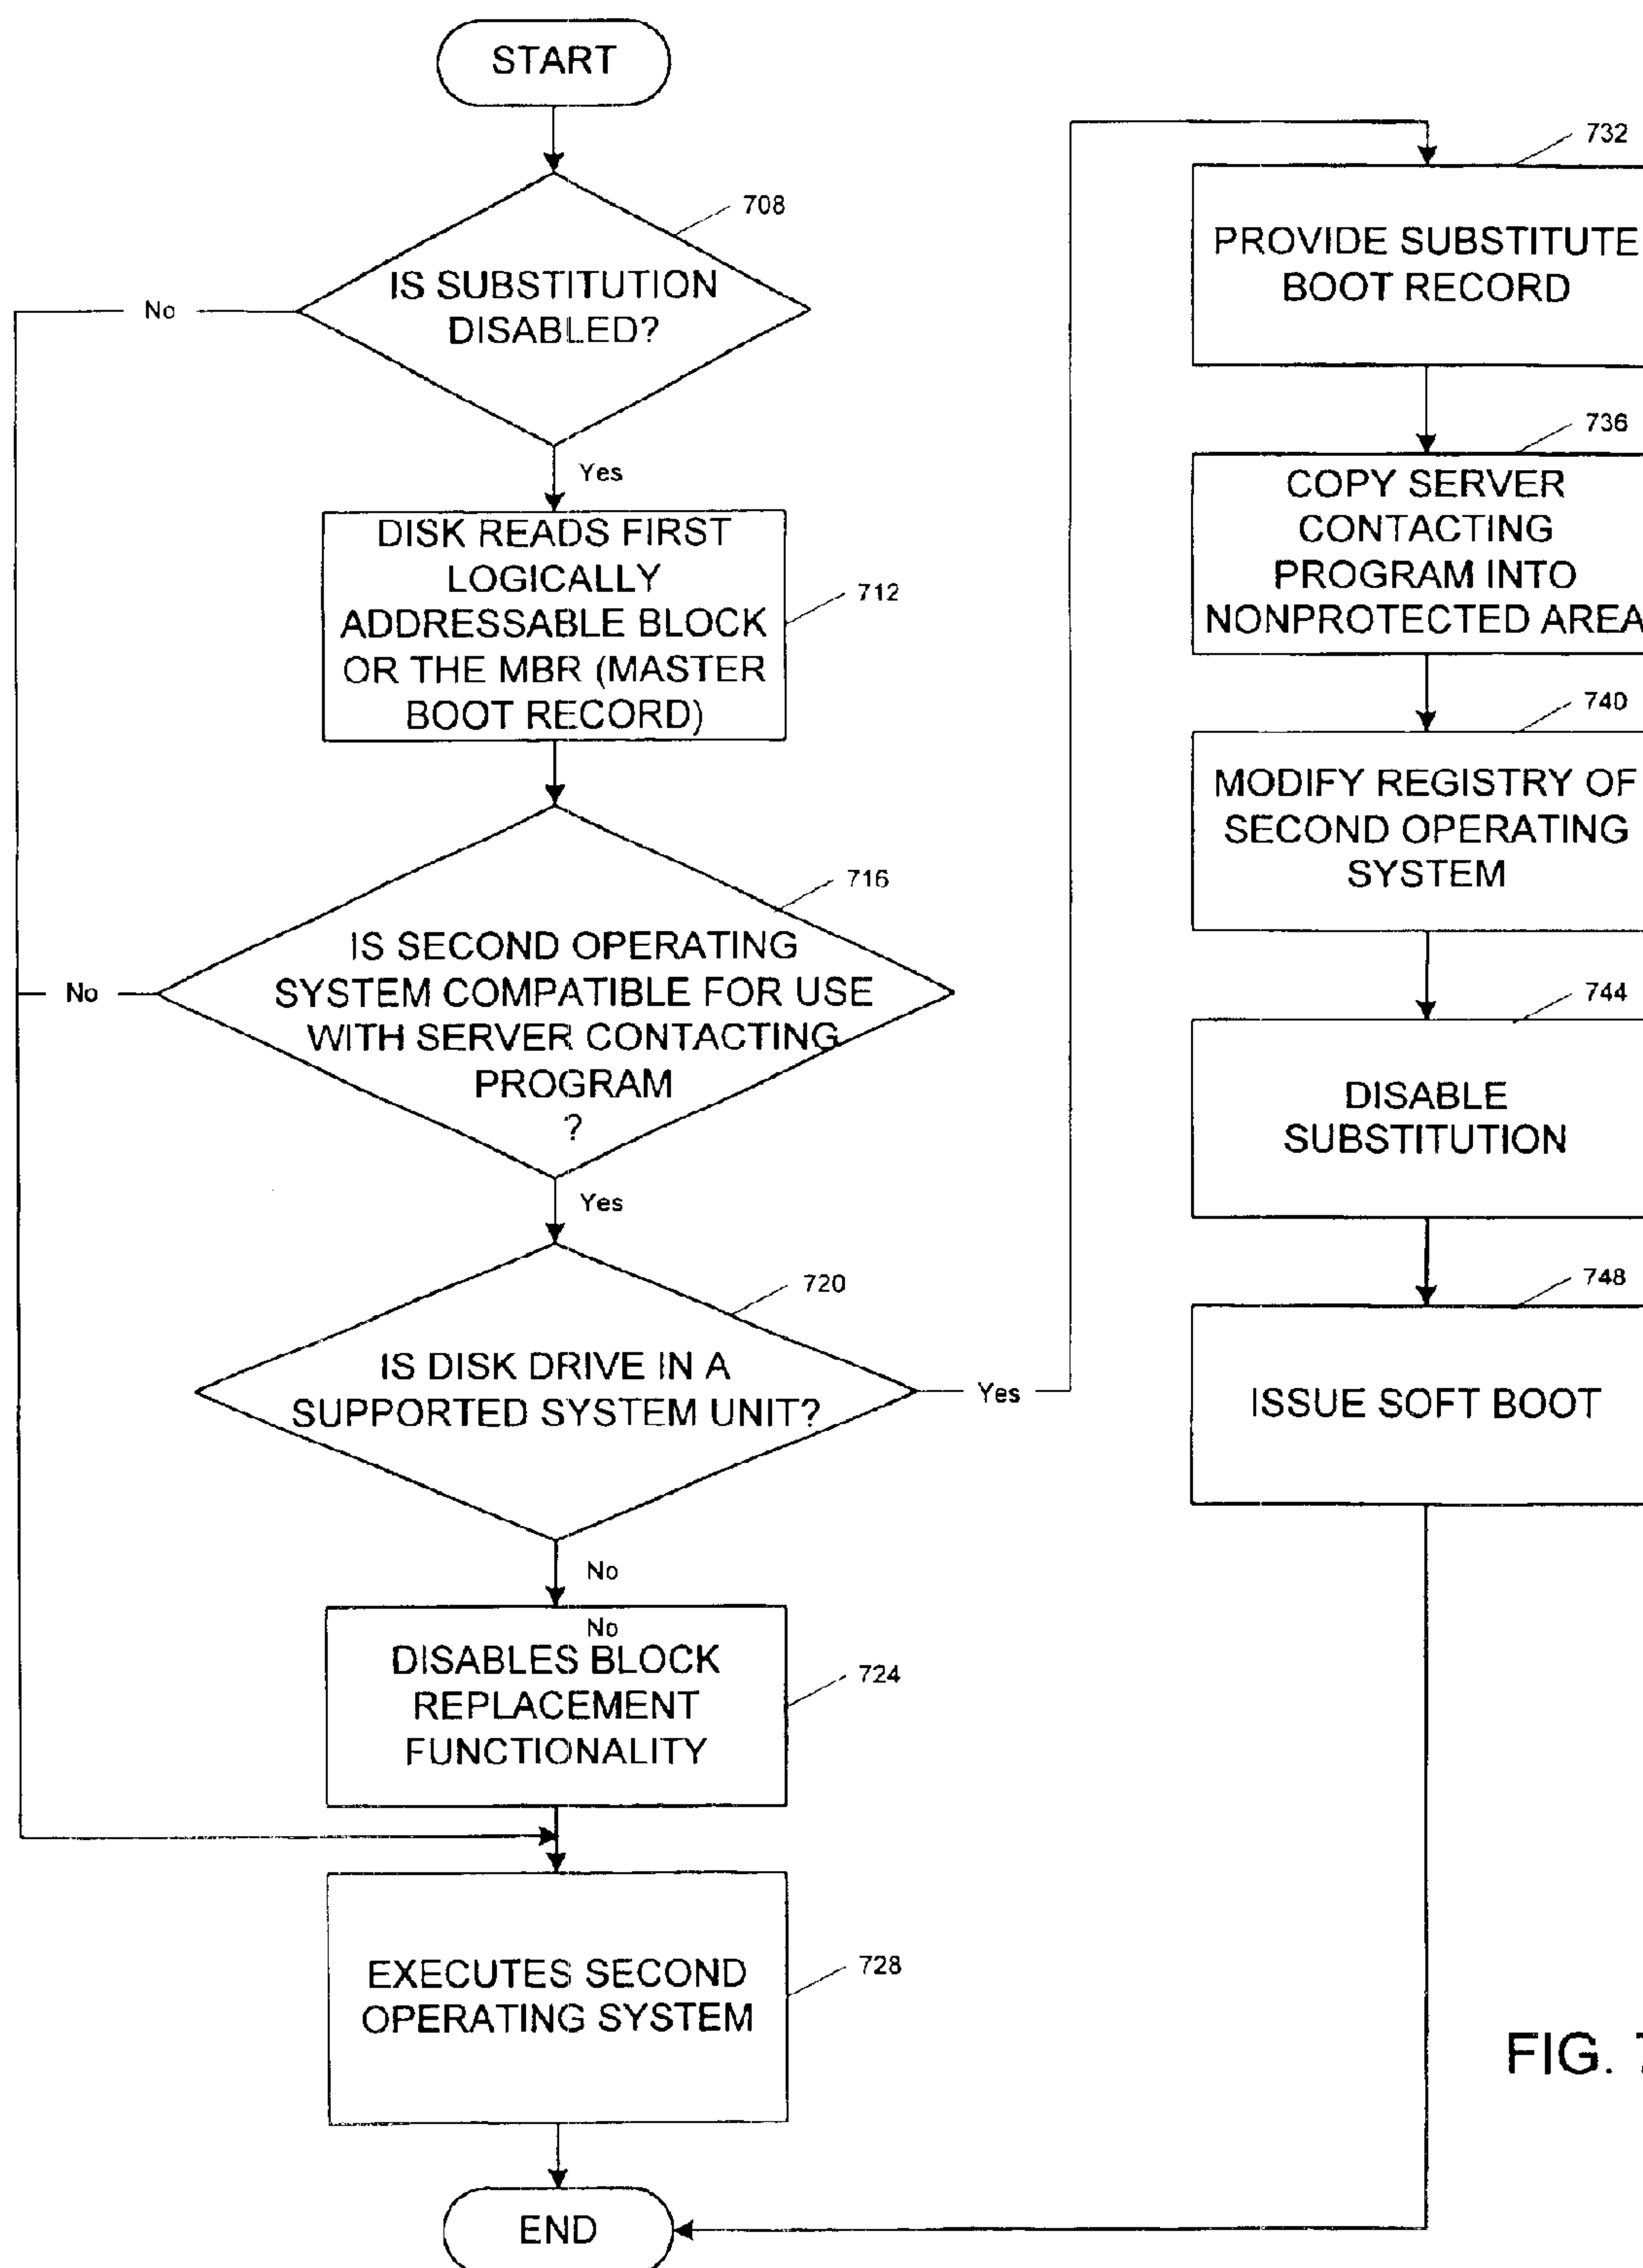 START
708
IS SUBSTITUTION
DISABLED?
No
Yes
DISK READS FIRST
LOGICALLY
ADDRESSABLE BLOCK
OR THE MBR (MASTER
BOOT RECORD)
712
716
IS SECOND OPERATING
SYSTEM COMPATIBLE FOR USE
WITH SERVER CONTACTING
PROGRAM
?
No
Yes
720
IS DISK DRIVE IN A
SUPPORTED SYSTEM UNIT?
Yes
No
No
DISABLES BLOCK
REPLACEMENT
FUNCTIONALITY
724
EXECUTES SECOND
OPERATING SYSTEM
728
END
732
PROVIDE SUBSTITUTE
BOOT RECORD
736
COPY SERVER
CONTACTING
PROGRAM INTO
NONPROTECTED AREA
740
MODIFY REGISTRY OF
SECOND OPERATING
SYSTEM
744
DISABLE
SUBSTITUTION
748
ISSUE SOFT BOOT
FIG. 7